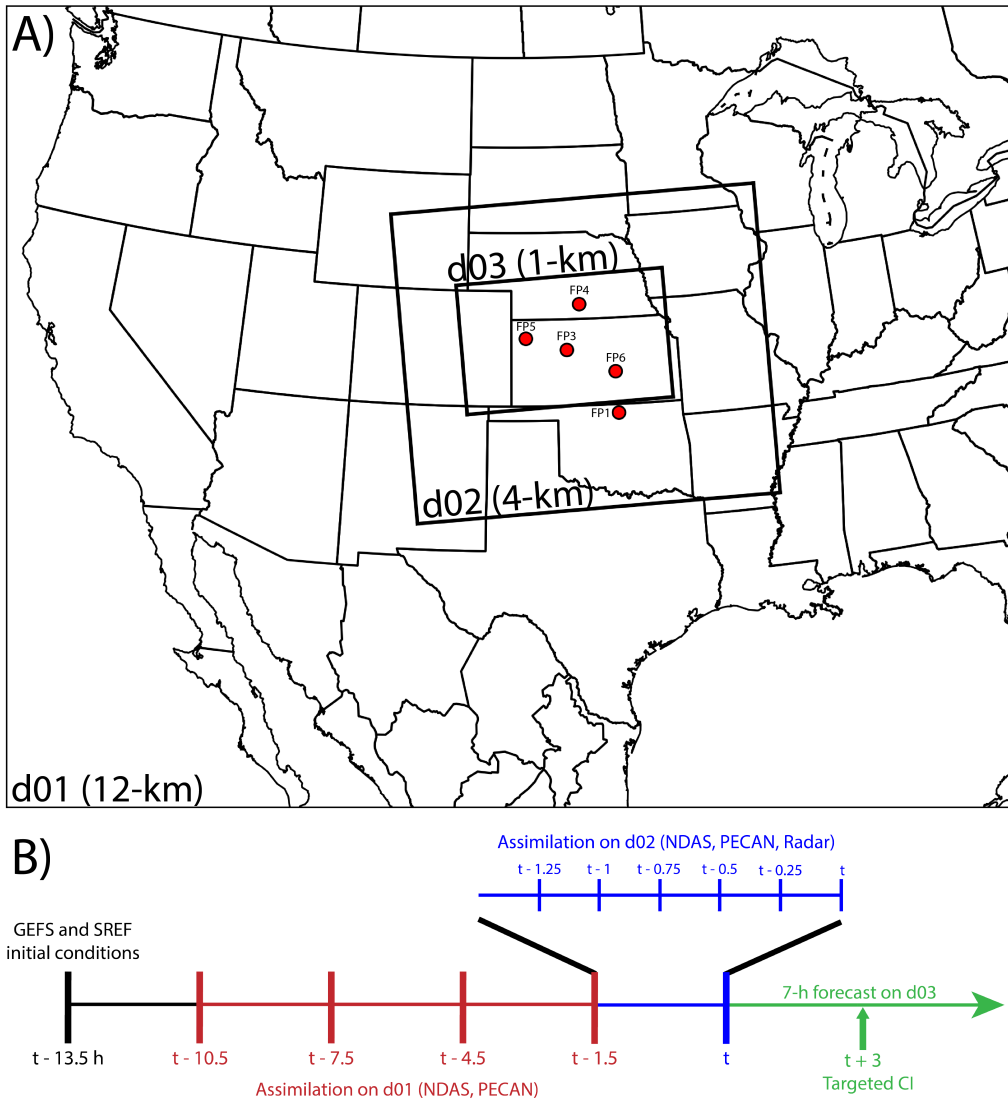 A)
d03 (1-km)
FP4
FP5
FP3
FP6
FP1
d02 (4-km)
d01 (12-km)
B)
Assimilation on d02 (NDAS, PECAN, Radar)
t - 1.25 t - 1 t - 0.75 t - 0.5 t - 0.25 t
GEFS and SREF
initial conditions
7-h forecast on d03
t - 13.5 h t - 10.5 t - 7.5 t - 4.5 t - 1.5 t t + 3
Targeted CI
Assimilation on d01 (NDAS, PECAN)